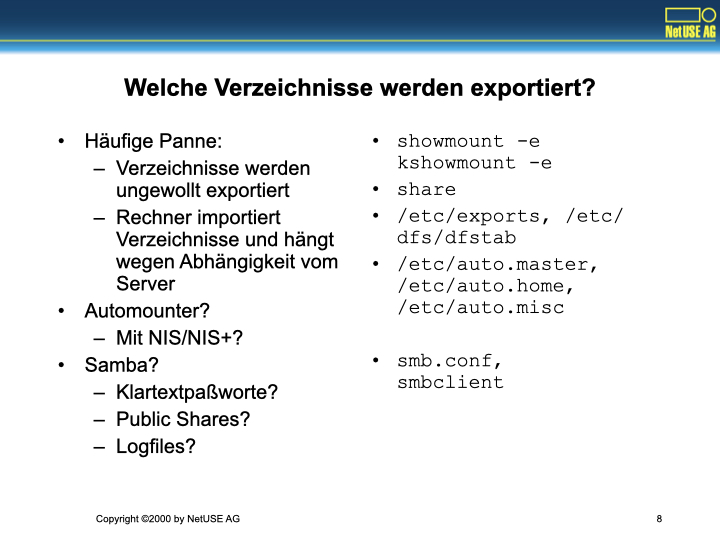 NetUSE AG
Welche Verzeichnisse werden exportiert?
• Häufige Panne:
– Verzeichnisse werden
ungewollt exportiert
– Rechner importiert
Verzeichnisse und hängt
wegen Abhängigkeit vom
Server
• Automounter?
– Mit NIS/NIS+?
• Samba?
– Klartextpaßworte?
– Public Shares?
– Logfiles?
• showmount -e
kshowmount -e
• share
• /etc/exports, /etc/
dfs/dfstab
• /etc/auto.master,
/etc/auto.home,
/etc/auto.misc
• smb.conf,
smbclient
Copyright ©2000 by NetUSE AG
8